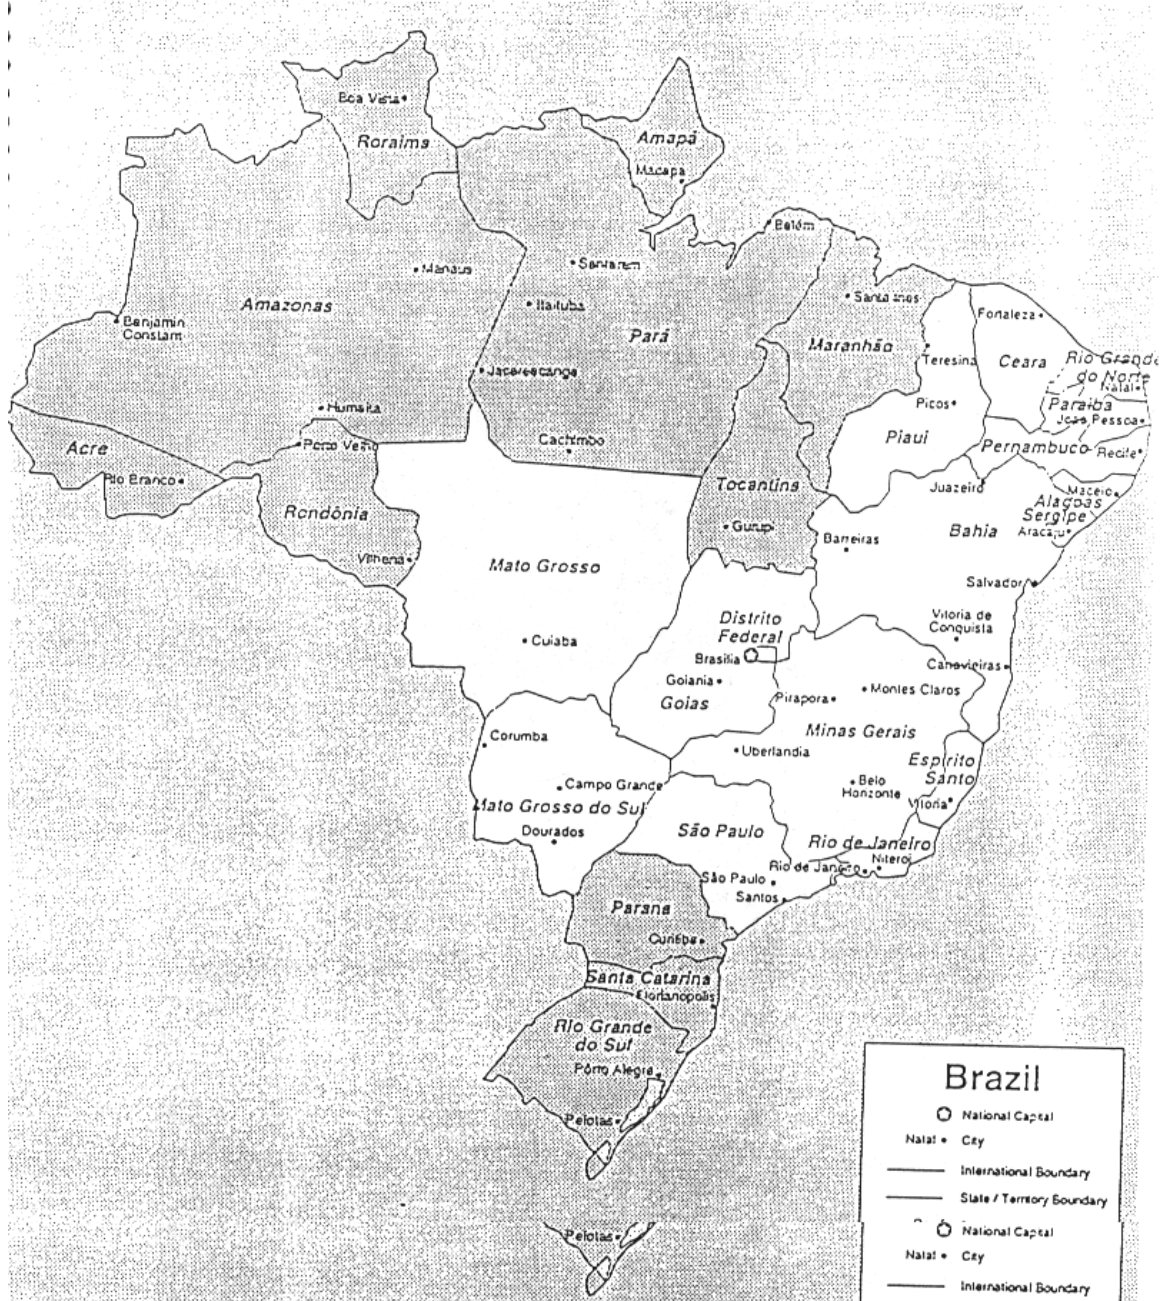 Boa Vista
Roraima
Amapá
Macapa
Belém
Manaus
Santarem
Amazonas
Itaituba
Santa Ines
Benjamin
Constant
Pará
Maranhão
Fortaleza
Teresina
Ceara
Rio Grande
do Norte
Natal
Jacareacanga
Humaita
Picos
Paraiba
Joao Pessoa
Acre
Porto Velho
Cachimbo
Piaui
Pernambuco
Recife
Rio Branco
Rondônia
Tocantins
Juazeiro
Maceio
Alagoas
Sergipe
Aracaju
Gurupi
Bahia
Barreiras
Vilhena
Mato Grosso
Salvador
Distrito
Federal
Vitoria de
Conquista
Cuiaba
Brasilia
Canavieiras
Goiania
Goias
Pirapora
Montes Claros
Corumba
Uberlandia
Minas Gerais
Espirito
Santo
Campo Grande
Belo
Horizonte
Vitoria
Mato Grosso do Sul
Dourados
São Paulo
Rio de Janeiro
Niteroi
Rio de Janeiro
São Paulo
Santos
Parana
Curitiba
Santa Catarina
Florianopolis
Rio Grande
do Sul
Pôrto Alegre
Pelotas
Brazil
National Capital
Natal • City
International Boundary
State / Territory Boundary
Pelotas
National Capital
Natal • City
International Boundary